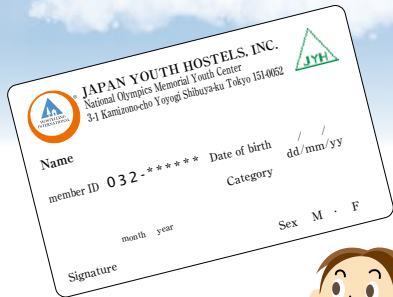 JAPAN YOUTH HOSTELS, INC.
National Olympics Memorial Youth Center
3-1 Kamizono-cho Yoyogi Shibuya-ku Tokyo 151-0052
HOSTELLING
INTERNATIONAL
®
JYH
Name
member ID 032-****** Date of birth / /
dd/mm/yy
Category
month year
Sex M · F
Signature